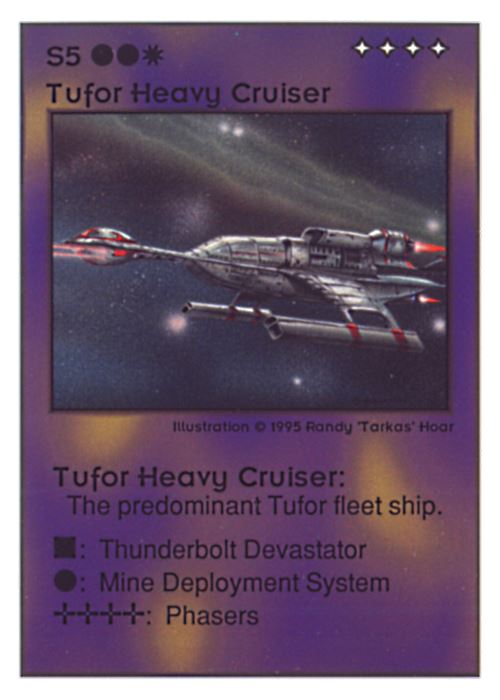 S5
Tufor Heavy Cruiser
Illustration © 1995 Randy 'Tarkas' Hoar
Tufor Heavy Cruiser:
The predominant Tufor fleet ship.
■: Thunderbolt Devastator
●: Mine Deployment System
✢✢✢✢: Phasers